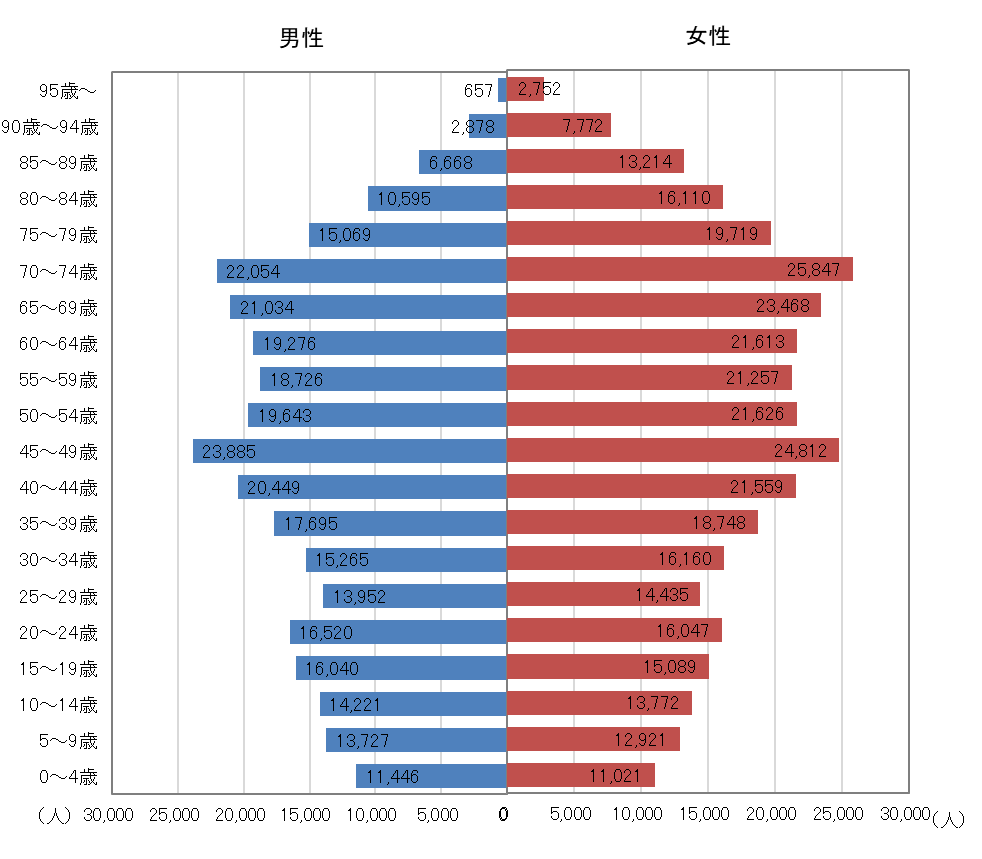 男性 女性
95歳～ 657 2,752
90歳～94歳 2,878 7,772
85～89歳 6,668 13,214
80～84歳 10,595 16,110
75～79歳 15,069 19,719
70～74歳 22,054 25,847
65～69歳 21,034 23,468
60～64歳 19,276 21,613
55～59歳 18,726 21,257
50～54歳 19,643 21,626
45～49歳 23,885 24,812
40～44歳 20,449 21,559
35～39歳 17,695 18,748
30～34歳 15,265 16,160
25～29歳 13,952 14,435
20～24歳 16,520 16,047
15～19歳 16,040 15,089
10～14歳 14,221 13,772
5～9歳 13,727 12,921
0～4歳 11,446 11,021
（人） 30,000 25,000 20,000 15,000 10,000 5,000 0 5,000 10,000 15,000 20,000 25,000 30,000 （人）